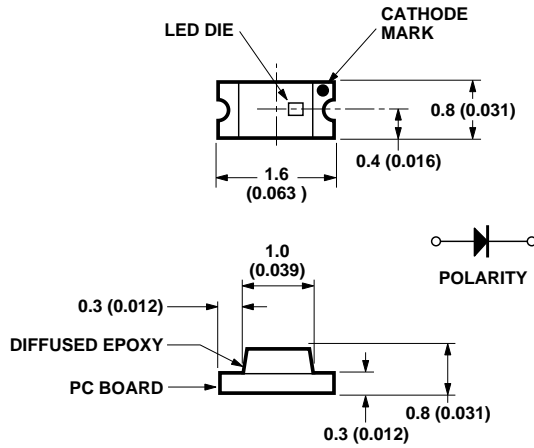 LED DIE
CATHODE
MARK
0.8 (0.031)
0.4 (0.016)
1.6
(0.063 )
1.0
(0.039)
POLARITY
0.3 (0.012)
DIFFUSED EPOXY
PC BOARD
0.8 (0.031)
0.3 (0.012)